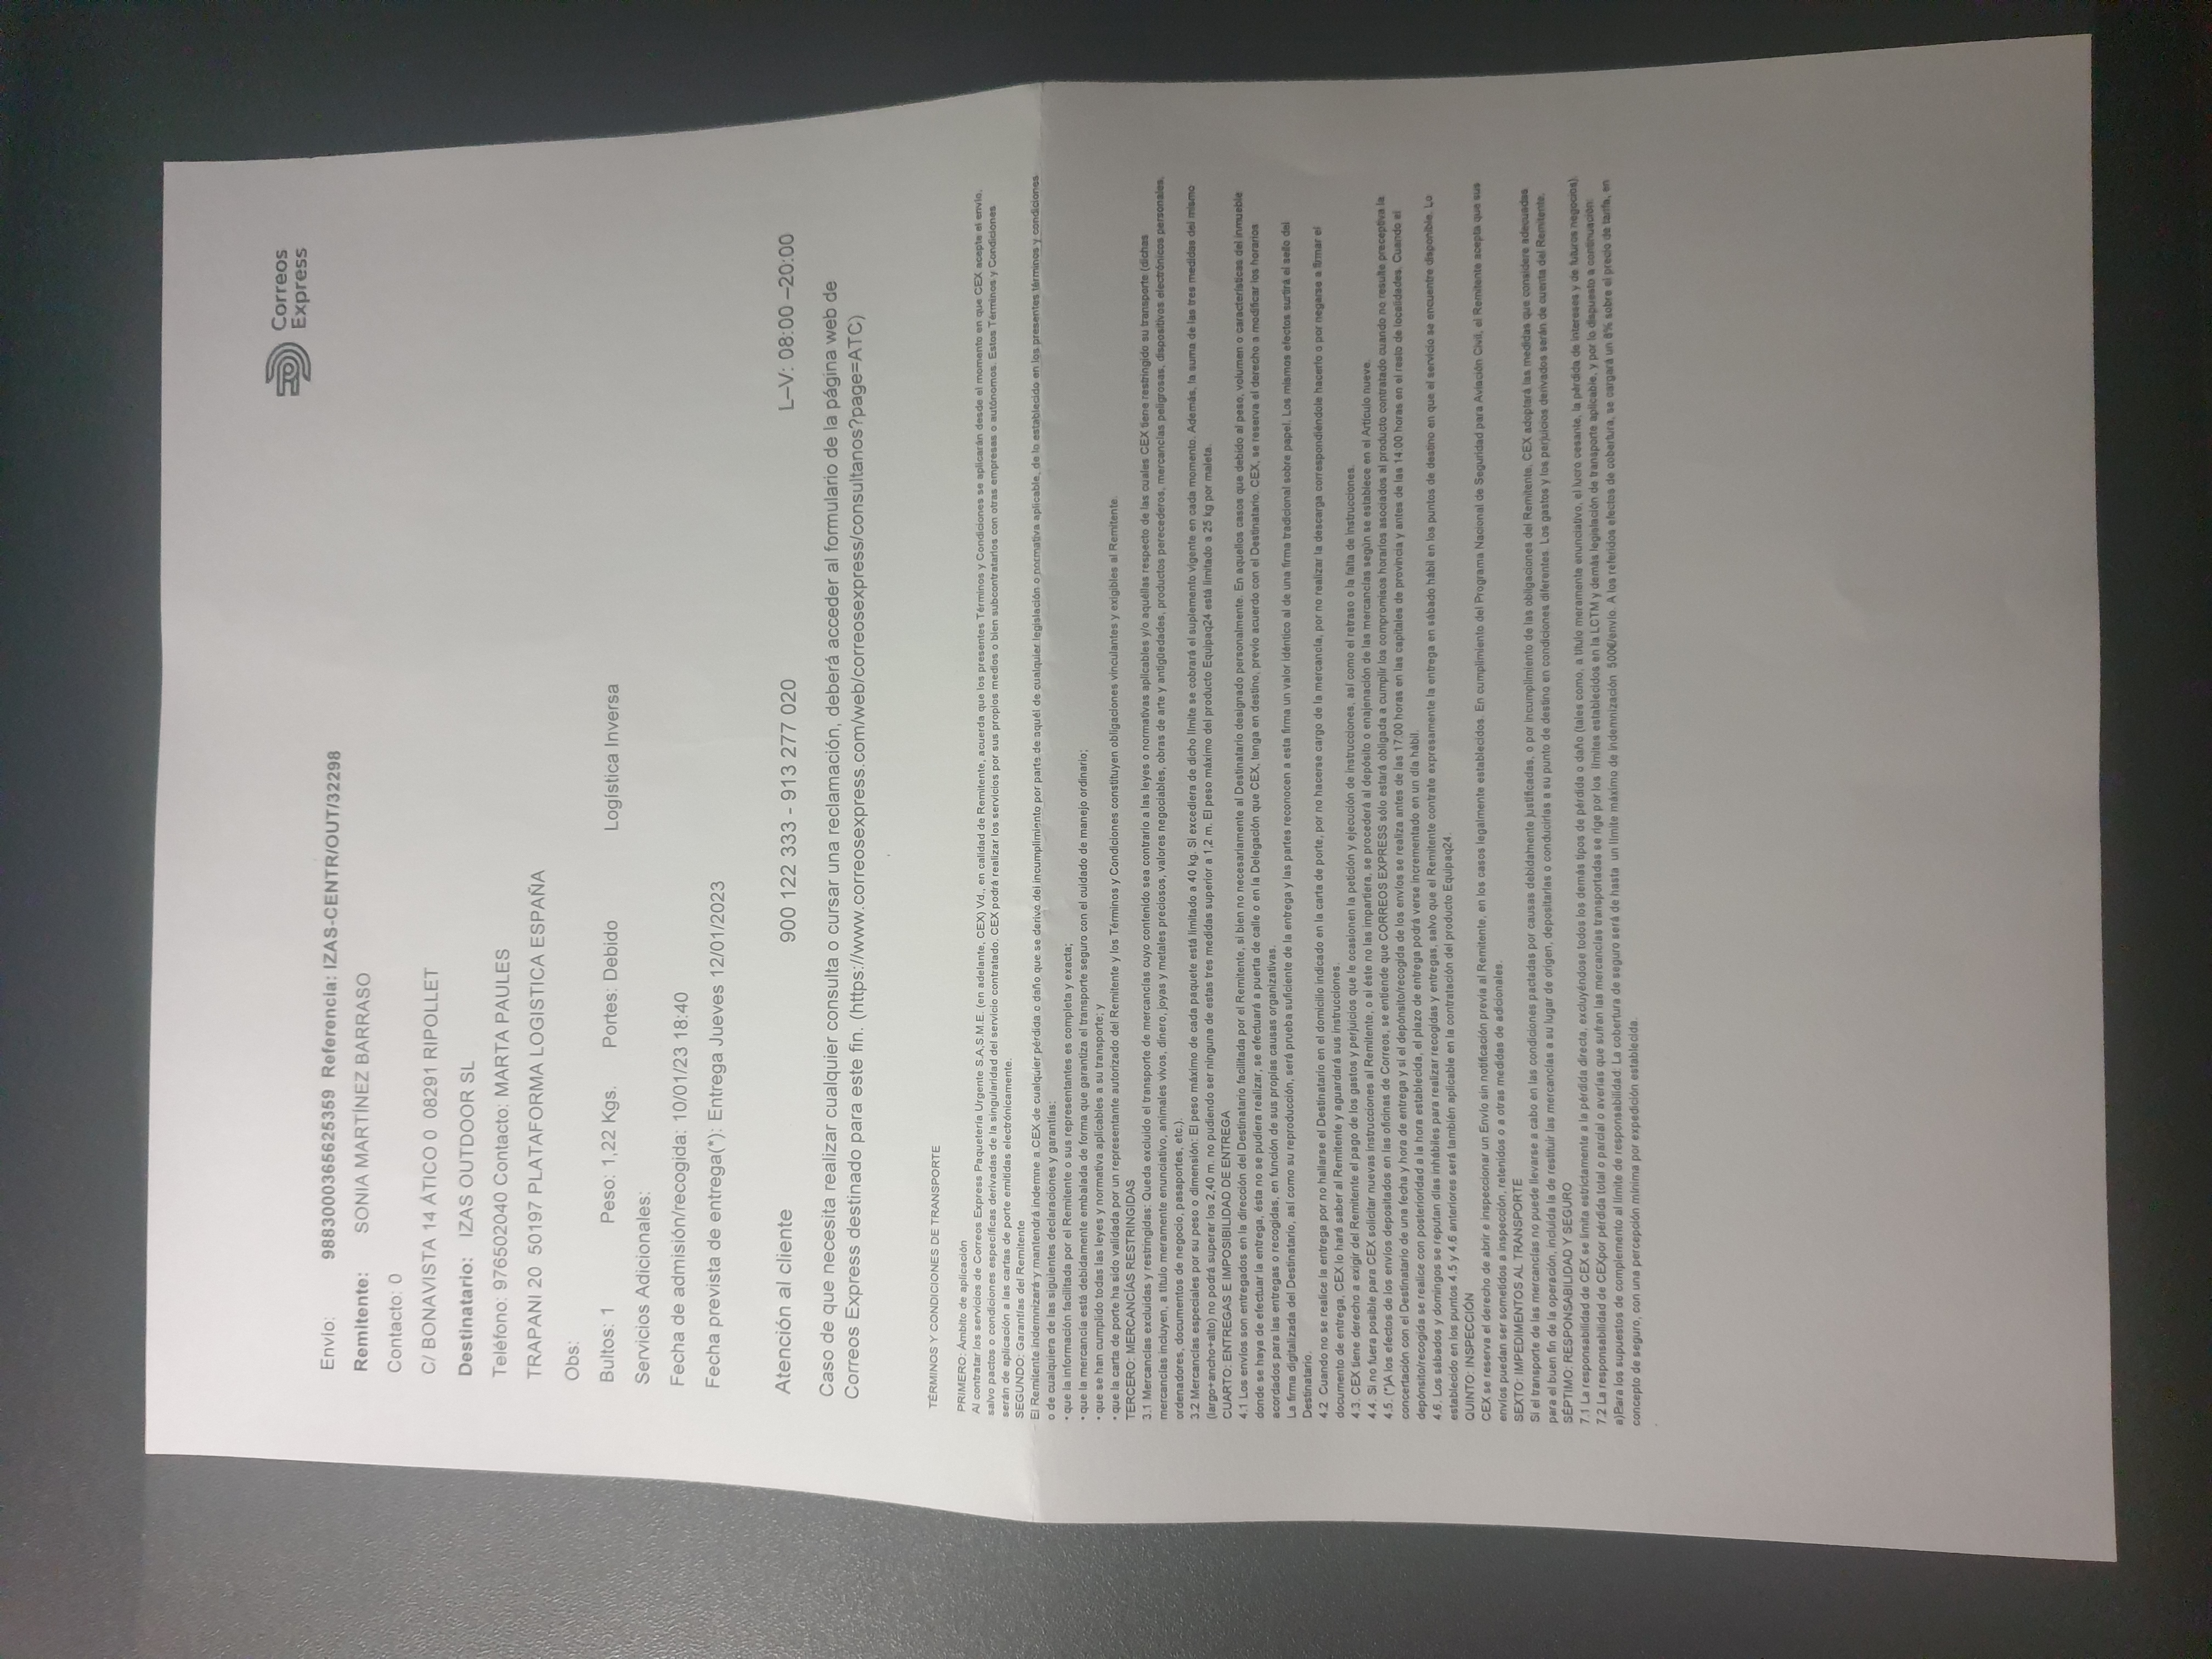 Correos
Express
Envío: 9883000365625359 Referencia: IZAS-CENTR/OUT/32298
Remitente: SONIA MARTÍNEZ BARRASO
Contacto: 0
C/ BONAVISTA 14 ÁTICO 0 08291 RIPOLLET
Destinatario: IZAS OUTDOOR SL
Teléfono: 976502040 Contacto: MARTA PAULES
TRAPANI 20 50197 PLATAFORMA LOGISTICA ESPAÑA
Obs:
Bultos: 1 Peso: 1,22 Kgs. Portes: Debido Logística Inversa
Servicios Adicionales:
Fecha de admisión/recogida: 10/01/23 18:40
Fecha prevista de entrega(*): Entrega Jueves 12/01/2023
Atención al cliente 900 122 333 - 913 277 020 L–V: 08:00 –20:00
Caso de que necesita realizar cualquier consulta o cursar una reclamación, deberá acceder al formulario de la página web de
Correos Express destinado para este fin. (https://www.correosexpress.com/web/correosexpress/consultanos?page=ATC)
TÉRMINOS Y CONDICIONES DE TRANSPORTE
PRIMERO: Ámbito de aplicación
Al contratar los servicios de Correos Express Paquetería Urgente S.A,S.M.E. (en adelante, CEX) Vd., en calidad de Remitente, acuerda que los presentes Términos y Condiciones se aplicarán desde el momento en que CEX acepte el envío,
salvo pactos o condiciones específicas derivadas de la singularidad del servicio contratado. CEX podrá realizar los servicios por sus propios medios o bien subcontratarlos con otras empresas o autónomos. Estos Términos y Condiciones
serán de aplicación a las cartas de porte emitidas electrónicamente.
SEGUNDO: Garantías del Remitente
El Remitente indemnizará y mantendrá indemne a CEX de cualquier pérdida o daño que se derive del incumplimiento por parte de aquél de cualquier legislación o normativa aplicable, de lo establecido en los presentes términos y condiciones
o de cualquiera de las siguientes declaraciones y garantías:
• que la información facilitada por el Remitente o sus representantes es completa y exacta;
• que la mercancía está debidamente embalada de forma que garantiza el transporte seguro con el cuidado de manejo ordinario;
• que se han cumplido todas las leyes y normativa aplicables a su transporte; y
• que la carta de porte ha sido validada por un representante autorizado del Remitente y los Términos y Condiciones constituyen obligaciones vinculantes y exigibles al Remitente.
TERCERO: MERCANCÍAS RESTRINGIDAS
3.1 Mercancías excluidas y restringidas: Queda excluido el transporte de mercancías cuyo contenido sea contrario a las leyes o normativas aplicables y/o aquéllas respecto de las cuales CEX tiene restringido su transporte (dichas
mercancías incluyen, a título meramente enunciativo, animales vivos, dinero, joyas y metales preciosos, valores negociables, obras de arte y antigüedades, productos perecederos, mercancías peligrosas, dispositivos electrónicos personales,
ordenadores, documentos de negocio, pasaportes, etc.).
3.2 Mercancías especiales por su peso o dimensión: El peso máximo de cada paquete está limitado a 40 kg. Si excediera de dicho límite se cobrará el suplemento vigente en cada momento. Además, la suma de las tres medidas del mismo
(largo+ancho+alto) no podrá superar los 2,40 m. no pudiendo ser ninguna de estas tres medidas superior a 1,2 m. El peso máximo del producto Equipaq24 está limitado a 25 kg por maleta.
CUARTO: ENTREGAS E IMPOSIBILIDAD DE ENTREGA
4.1 Los envíos son entregados en la dirección del Destinatario facilitada por el Remitente, si bien no necesariamente al Destinatario designado personalmente. En aquellos casos que debido al peso, volumen o características del inmueble
donde se haya de efectuar la entrega, ésta no se pudiera realizar, se efectuará a puerta de calle o en la Delegación que CEX, tenga en destino, previo acuerdo con el Destinatario. CEX, se reserva el derecho a modificar los horarios
acordados para las entregas o recogidas, en función de sus propias causas organizativas.
La firma digitalizada del Destinatario, así como su reproducción, será prueba suficiente de la entrega y las partes reconocen a esta firma un valor idéntico al de una firma tradicional sobre papel. Los mismos efectos surtirá el sello del
Destinatario.
4.2 Cuando no se realice la entrega por no hallarse el Destinatario en el domicilio indicado en la carta de porte, por no hacerse cargo de la mercancía, por no realizar la descarga correspondiéndole hacerlo o por negarse a firmar el
documento de entrega, CEX lo hará saber al Remitente y aguardará sus instrucciones.
4.3. CEX tiene derecho a exigir del Remitente el pago de los gastos y perjuicios que le ocasionen la petición y ejecución de instrucciones, así como el retraso o la falta de instrucciones.
4.4. Si no fuera posible para CEX solicitar nuevas instrucciones al Remitente, o si éste no las impartiera, se procederá al depósito o enajenación de las mercancías según se establece en el Artículo nueve.
4.5. (*)A los efectos de los envíos depositados en las oficinas de Correos, se entiende que CORREOS EXPRESS sólo estará obligada a cumplir los compromisos horarios asociados al producto contratado cuando no resulte preceptiva la
concertación con el Destinatario de una fecha y hora de entrega y si el depósito/recogida de los envíos se realiza antes de las 17:00 horas en las capitales de provincia y antes de las 14:00 horas en el resto de localidades. Cuando el
depósito/recogida se realice con posterioridad a la hora establecida, el plazo de entrega podrá verse incrementado en un día hábil.
4.6. Los sábados y domingos se reputan días inhábiles para realizar recogidas y entregas, salvo que el Remitente contrate expresamente la entrega en sábado hábil en los puntos de destino en que el servicio se encuentre disponible. Lo
establecido en los puntos 4.5 y 4.6 anteriores será también aplicable en la contratación del producto Equipaq24.
QUINTO: INSPECCIÓN
CEX se reserva el derecho de abrir e inspeccionar un Envío sin notificación previa al Remitente, en los casos legalmente establecidos. En cumplimiento del Programa Nacional de Seguridad para Aviación Civil, el Remitente acepta que sus
envíos puedan ser sometidos a inspección, retenidos o a otras medidas de adicionales.
SEXTO: IMPEDIMENTOS AL TRANSPORTE
Si el transporte de las mercancías no puede llevarse a cabo en las condiciones pactadas por causas debidamente justificadas, o por incumplimiento de las obligaciones del Remitente, CEX adoptará las medidas que considere adecuadas
para el buen fin de la operación, incluida la de restituir las mercancías a su lugar de origen, depositarlas o conducirlas a su punto de destino en condiciones diferentes. Los gastos y los perjuicios derivados serán de cuenta del Remitente.
SÉPTIMO: RESPONSABILIDAD Y SEGURO
7.1 La responsabilidad de CEX se limita estrictamente a la pérdida directa, excluyéndose todos los demás tipos de pérdida o daño (tales como, a título meramente enunciativo, el lucro cesante, la pérdida de intereses y de futuros negocios).
7.2 La responsabilidad de CEXpor pérdida total o parcial o averías que sufran las mercancías transportadas se rige por los límites establecidos en la LCTM y demás legislación de transporte aplicable, y por lo dispuesto a continuación:
a)Para los supuestos de complemento al límite de responsabilidad: La cobertura de seguro será de hasta un límite máximo de indemnización 500€/envío. A los referidos efectos de cobertura, se cargará un 8% sobre el precio de tarifa, en
concepto de seguro, con una percepción mínima por expedición establecida.